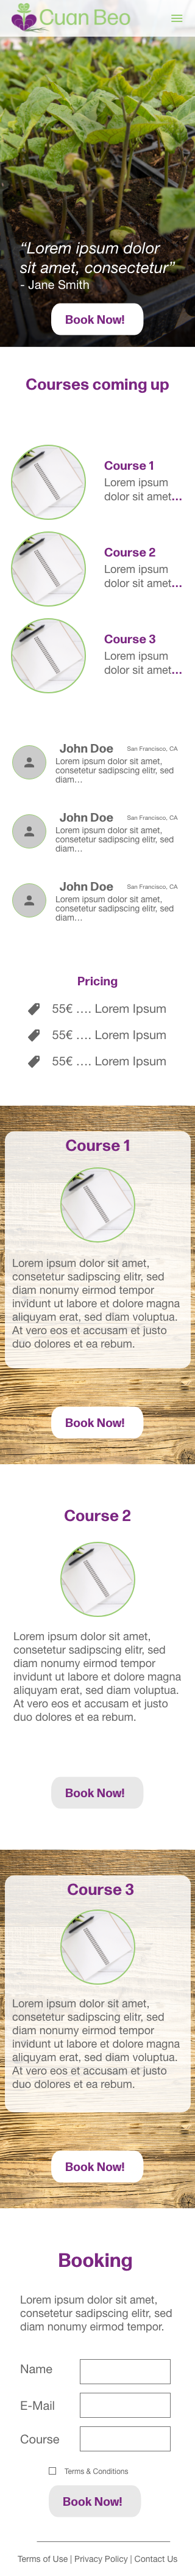 Cuan Beo
“Lorem ipsum dolor
sit amet, consectetur”
- Jane Smith
Book Now!
Courses coming up
Course 1
Lorem ipsum
dolor sit amet...
Course 2
Lorem ipsum
dolor sit amet...
Course 3
Lorem ipsum
dolor sit amet...
John Doe San Francisco, CA
Lorem ipsum dolor sit amet,
consetetur sadipscing elitr, sed
diam...
John Doe San Francisco, CA
Lorem ipsum dolor sit amet,
consetetur sadipscing elitr, sed
diam...
John Doe San Francisco, CA
Lorem ipsum dolor sit amet,
consetetur sadipscing elitr, sed
diam...
Pricing
55€ .... Lorem Ipsum
55€ .... Lorem Ipsum
55€ .... Lorem Ipsum
Course 1
Lorem ipsum dolor sit amet,
consetetur sadipscing elitr, sed
diam nonumy eirmod tempor
invidunt ut labore et dolore magna
aliquyam erat, sed diam voluptua.
At vero eos et accusam et justo
duo dolores et ea rebum.
Book Now!
Course 2
Lorem ipsum dolor sit amet,
consetetur sadipscing elitr, sed
diam nonumy eirmod tempor
invidunt ut labore et dolore magna
aliquyam erat, sed diam voluptua.
At vero eos et accusam et justo
duo dolores et ea rebum.
Book Now!
Course 3
Lorem ipsum dolor sit amet,
consetetur sadipscing elitr, sed
diam nonumy eirmod tempor
invidunt ut labore et dolore magna
aliquyam erat, sed diam voluptua.
At vero eos et accusam et justo
duo dolores et ea rebum.
Book Now!
Booking
Lorem ipsum dolor sit amet,
consetetur sadipscing elitr, sed
diam nonumy eirmod tempor.
Name
E-Mail
Course
Terms & Conditions
Book Now!
Terms of Use | Privacy Policy | Contact Us